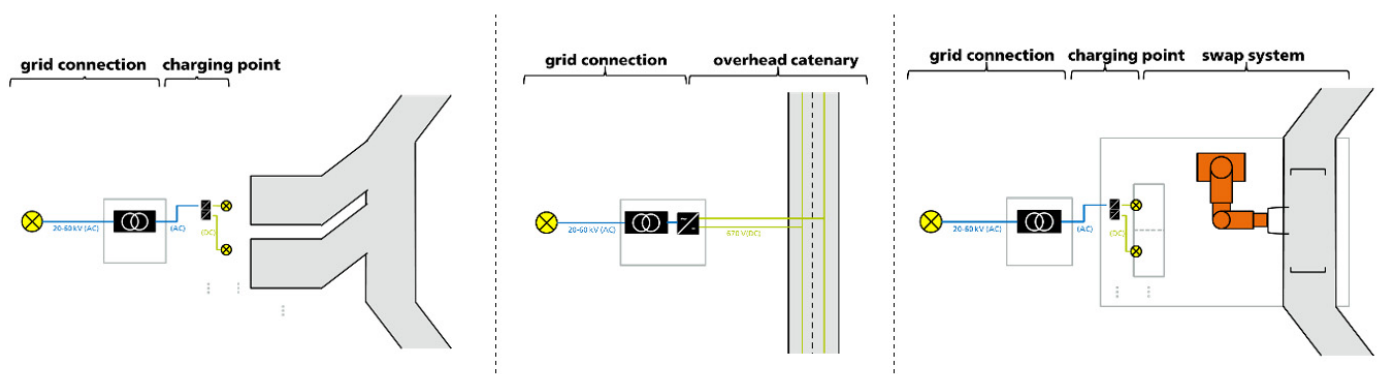 grid connection
charging point
20-60 kV (AC)
(AC)
(DC)
grid connection
overhead catenary
20-60 kV (AC)
670 V(DC)
grid connection
charging point
swap system
20-60 kV (AC)
(AC)
(DC)